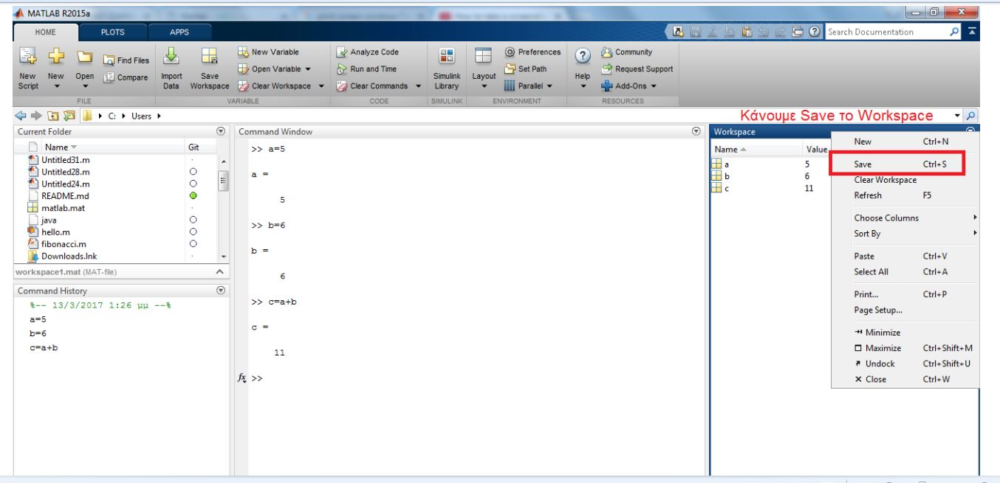 MATLAB R2015a
HOME PLOTS APPS
Search Documentation
New Script
New
Open
Find Files
Compare
Import Data
Save Workspace
New Variable
Open Variable
Clear Workspace
Analyze Code
Run and Time
Clear Commands
Simulink Library
Layout
Preferences
Set Path
Parallel
Help
Community
Request Support
Add-Ons
FILE VARIABLE CODE SIMULINK ENVIRONMENT RESOURCES
C: Users
Κάνουμε Save το Workspace
Current Folder
Name Git
Untitled31.m
Untitled28.m
Untitled24.m
README.md
matlab.mat
java
hello.m
fibonacci.m
Downloads.lnk
workspace1.mat (MAT-file)
Command History
%-- 13/3/2017 1:26 μμ --%
a=5
b=6
c=a+b
Command Window
>> a=5
a =
5
>> b=6
b =
6
>> c=a+b
c =
11
fx >>
Workspace
Name Value
a 5
b 6
c 11
New Ctrl+N
Save Ctrl+S
Clear Workspace
Refresh F5
Choose Columns
Sort By
Paste Ctrl+V
Select All Ctrl+A
Print... Ctrl+P
Page Setup...
Minimize
Maximize Ctrl+Shift+M
Undock Ctrl+Shift+U
Close Ctrl+W